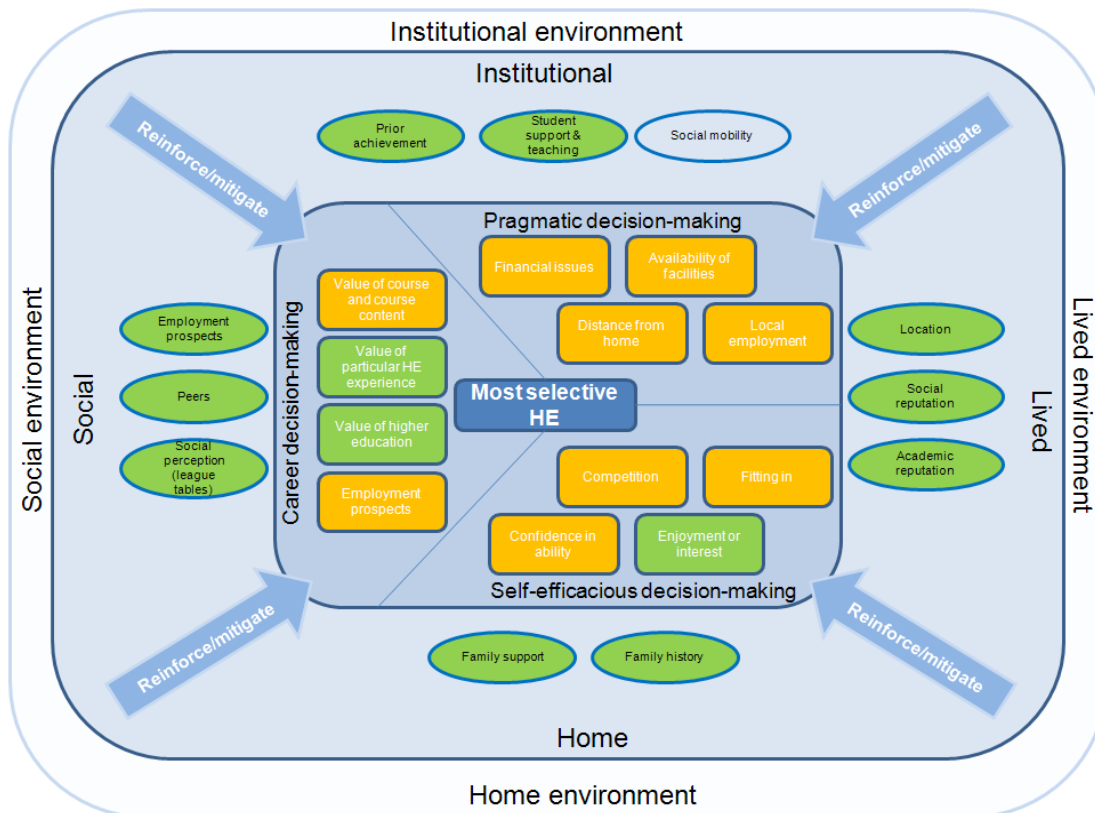 Institutional environment
Institutional
Reinforce/mitigate
Prior
achievement
Student
support &
teaching
Social mobility
Reinforce/mitigate
Pragmatic decision-making
Financial issues
Availability of
facilities
Distance from
home
Local
employment
Career decision-making
Value of course
and course
content
Value of
particular HE
experience
Value of higher
education
Employment
prospects
Most selective
HE
Competition
Fitting in
Confidence in
ability
Enjoyment or
interest
Self-efficacious decision-making
Social environment
Social
Employment
prospects
Peers
Social
perception
(league
tables)
Location
Social
reputation
Academic
reputation
Lived
Lived environment
Reinforce/mitigate
Family support
Family history
Reinforce/mitigate
Home
Home environment